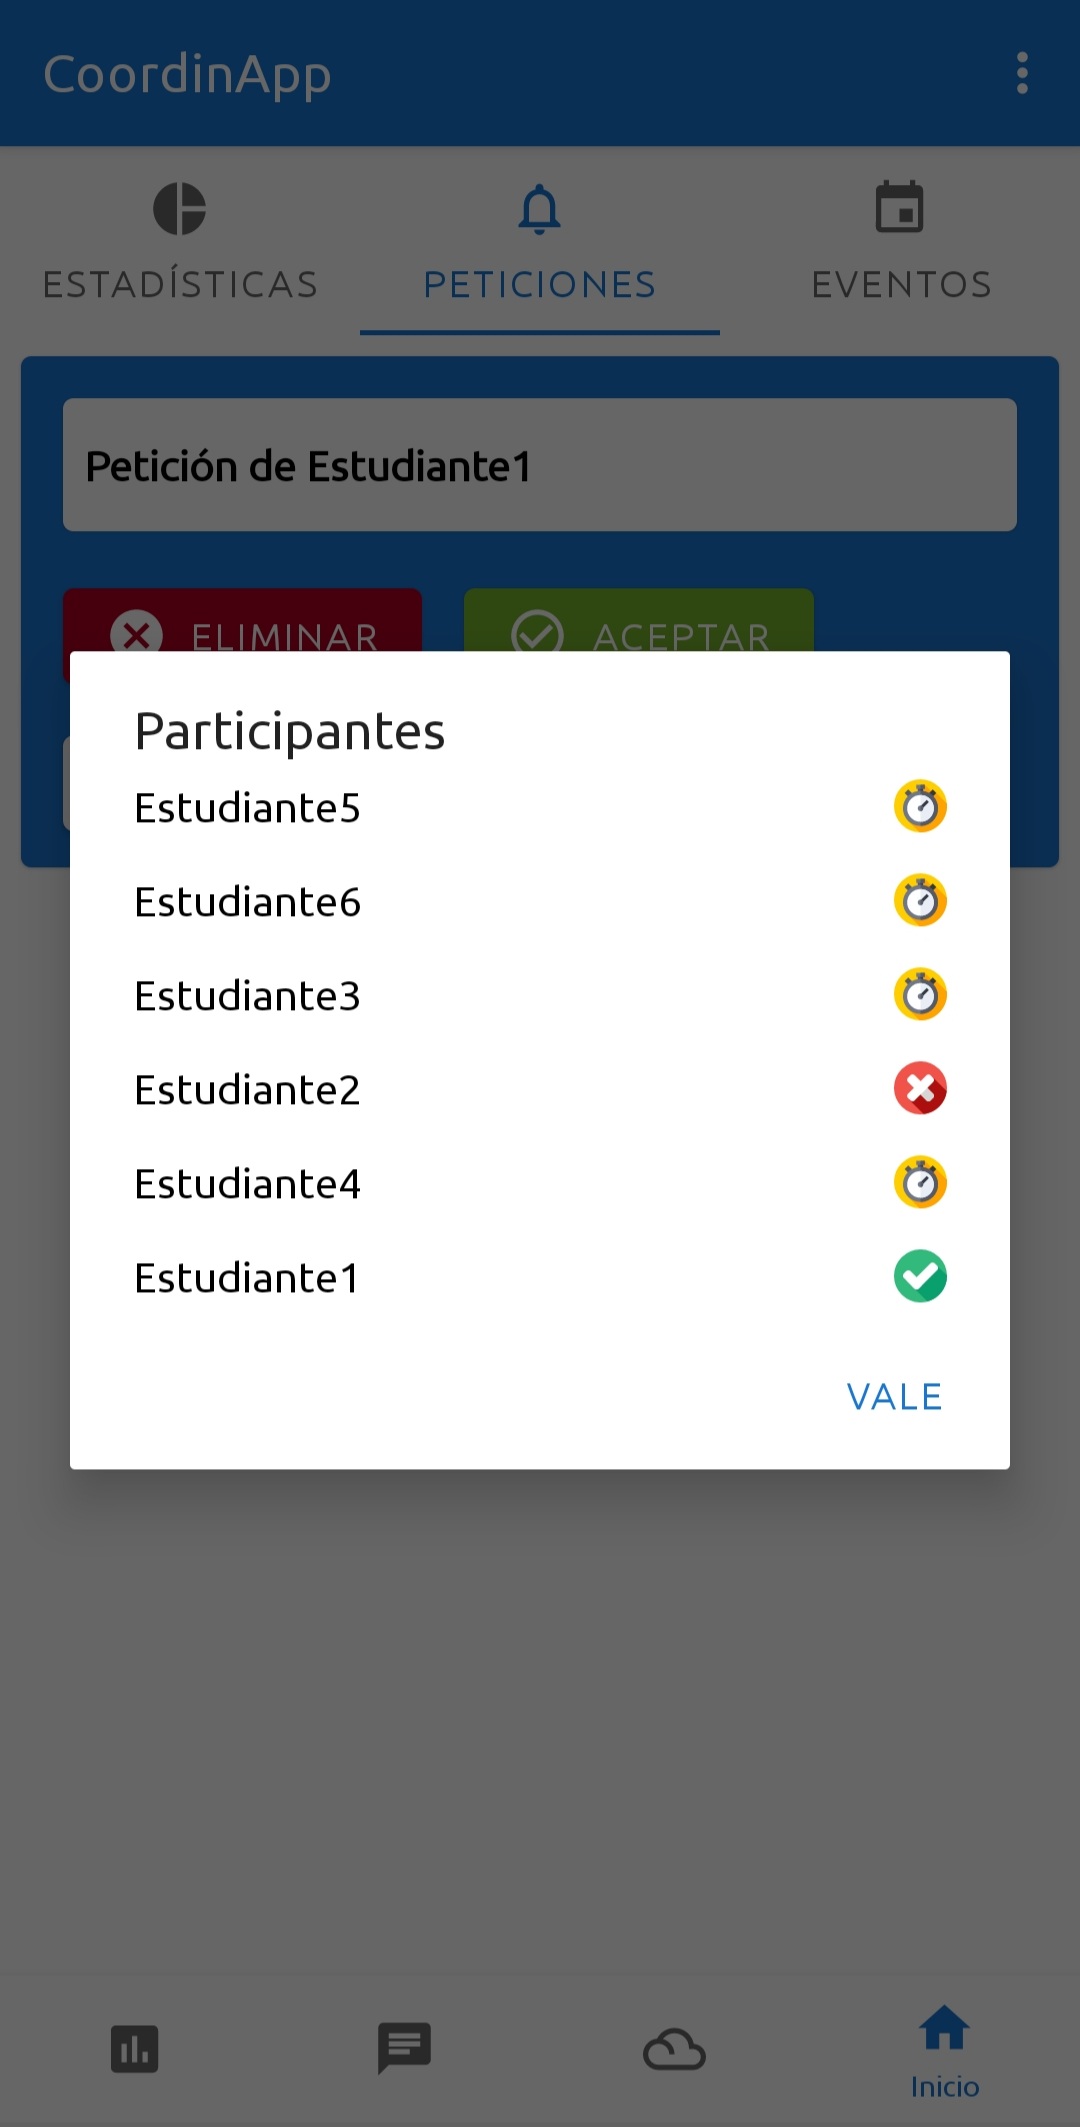 CoordinApp
ESTADÍSTICAS
PETICIONES
EVENTOS
Petición de Estudiante1
ELIMINAR
ACEPTAR
Participantes
Estudiante5
Estudiante6
Estudiante3
Estudiante2
Estudiante4
Estudiante1
VALE
Inicio